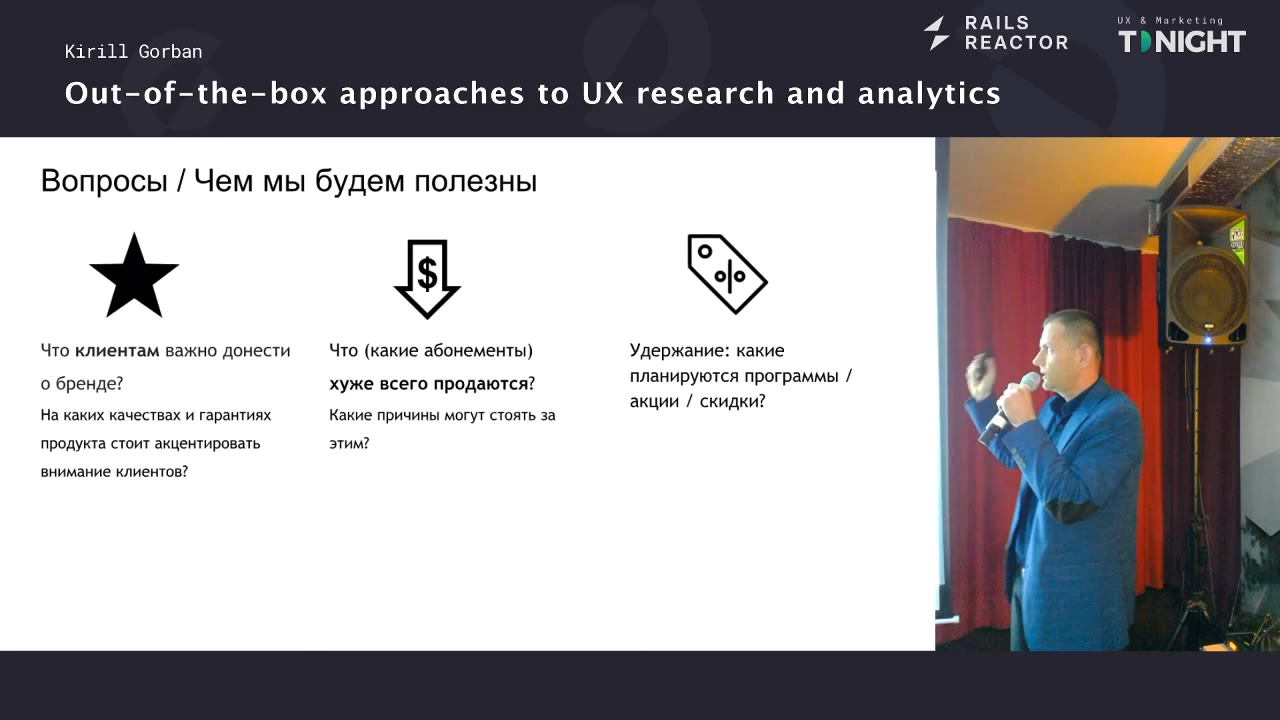 Kirill Gorban
Out-of-the-box approaches to UX research and analytics
RAILS
REACTOR
UX & Marketing
TONIGHT
Вопросы / Чем мы будем полезны
$
Что клиентам важно донести
о бренде?
На каких качествах и гарантиях
продукта стоит акцентировать
внимание клиентов?
Что (какие абонементы)
хуже всего продаются?
Какие причины могут стоять за
этим?
Удержание: какие
планируются программы /
акции / скидки?